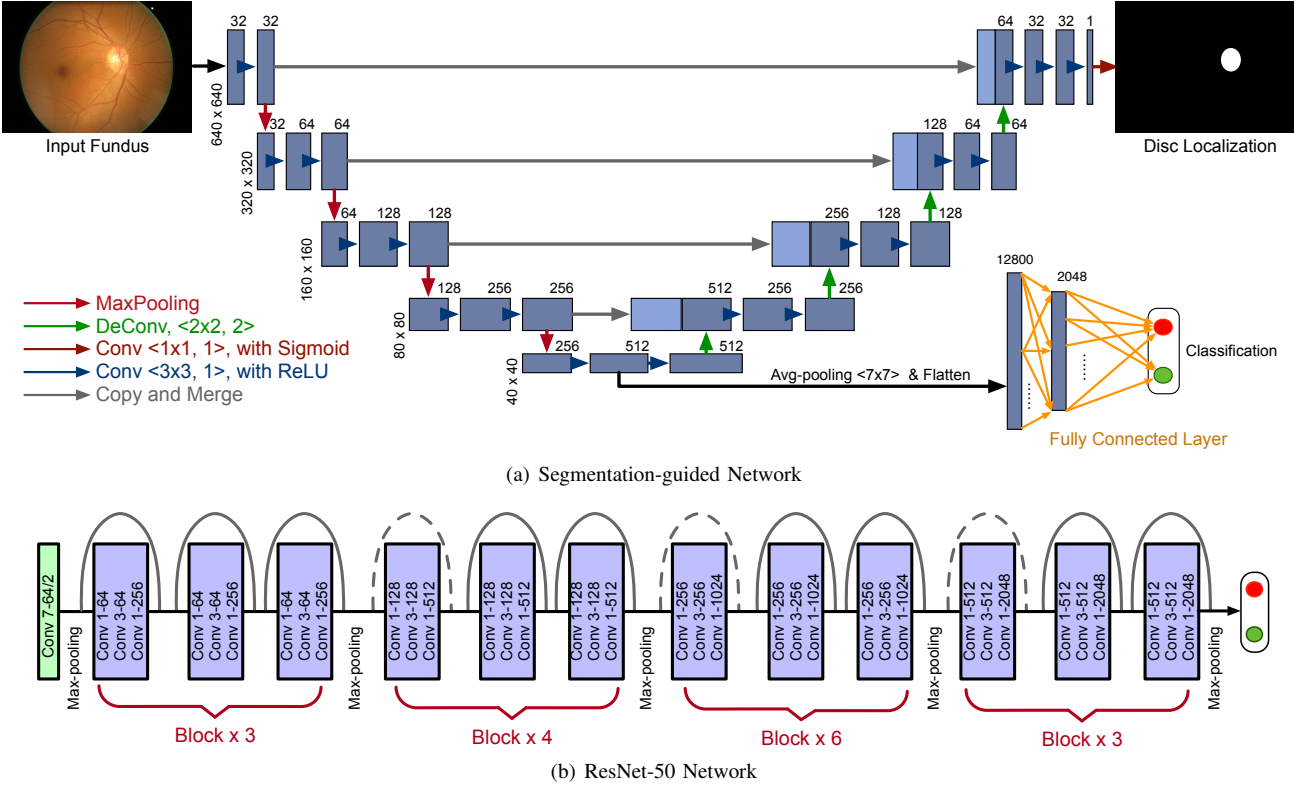 32 32
64 32 32 1
640 x 640
Input Fundus
Disc Localization
32 64 64
128 64 64
320 x 320
64 128 128
256 128 128
160 x 160
128 256 256
512 256 256
80 x 80
256 512 512
40 x 40
MaxPooling
DeConv, <2x2, 2>
Conv <1x1, 1>, with Sigmoid
Conv <3x3, 1>, with ReLU
Copy and Merge
Avg-pooling <7x7> & Flatten
12800
2048
Classification
Fully Connected Layer
(a) Segmentation-guided Network
Conv 7-64/2
Max-pooling
Conv 1-64
Conv 3-64
Conv 1-256
Conv 1-64
Conv 3-64
Conv 1-256
Conv 1-64
Conv 3-64
Conv 1-256
Max-pooling
Conv 1-128
Conv 3-128
Conv 1-512
Conv 1-128
Conv 3-128
Conv 1-512
Conv 1-128
Conv 3-128
Conv 1-512
Max-pooling
Conv 1-256
Conv 3-256
Conv 1-1024
Conv 1-256
Conv 3-256
Conv 1-1024
Conv 1-256
Conv 3-256
Conv 1-1024
Max-pooling
Conv 1-512
Conv 3-512
Conv 1-2048
Conv 1-512
Conv 3-512
Conv 1-2048
Conv 1-512
Conv 3-512
Conv 1-2048
Max-pooling
Block x 3
Block x 4
Block x 6
Block x 3
(b) ResNet-50 Network